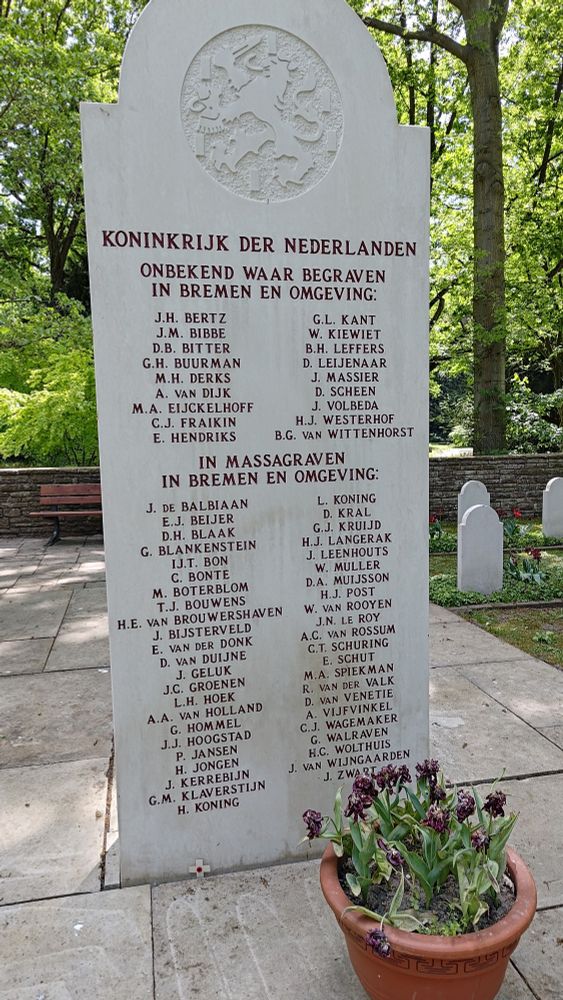 KONINKRIJK DER NEDERLANDEN
ONBEKEND WAAR BEGRAVEN
IN BREMEN EN OMGEVING:
J.H. BERTZ
J.M. BIBBE
D.B. BITTER
G.H. BUURMAN
M.H. DERKS
A. VAN DIJK
M.A. EIJCKELHOFF
C.J. FRAIKIN
E. HENDRIKS
G.L. KANT
W. KIEWIET
B.H. LEFFERS
D. LEIJENAAR
J. MASSIER
D. SCHEEN
J. VOLBEDA
H.J. WESTERHOF
B.G. VAN WITTENHORST
IN MASSAGRAVEN
IN BREMEN EN OMGEVING:
J. DE BALBIAAN
E.J. BEIJER
D.H. BLAAK
G. BLANKENSTEIN
IJ.T. BON
C. BONTE
M. BOTERBLOM
T.J. BOUWENS
H.E. VAN BROUWERSHAVEN
J. BIJSTERVELD
E. VAN DER DONK
D. VAN DUIJNE
J. GELUK
J.C. GROENEN
L.H. HOEK
A.A. VAN HOLLAND
G. HOMMEL
J.J. HOOGSTAD
P. JANSEN
H. JONGEN
J. KERREBIJN
G.M. KLAVERSTIJN
H. KONING
L. KONING
D. KRAL
G.J. KRUIJD
H.J. LANGERAK
J. LEENHOUTS
W. MULLER
D.A. MUIJSSON
H.J. POST
W. VAN ROOYEN
J.N. LE ROY
A.C. VAN ROSSUM
C.T. SCHURING
E. SCHUT
M.A. SPIEKMAN
R. VAN DER VALK
D. VAN VENETIE
A. VIJFVINKEL
C.J. WAGEMAKER
G. WALRAVEN
H.C. WOLTHUIS
J. VAN WIJNGAARDEN
J. ZWART